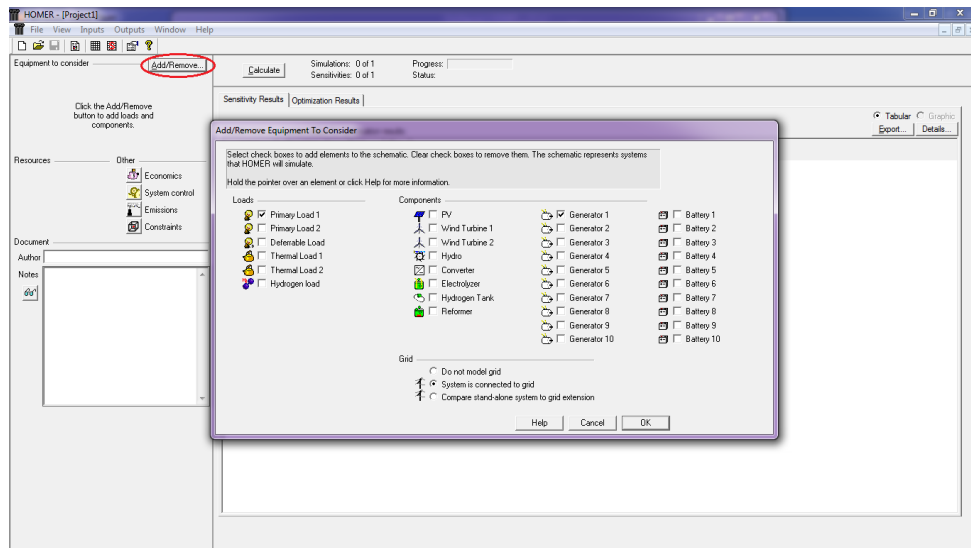 HOMER - [Project1]
File View Inputs Outputs Window Help
Equipment to consider
Add/Remove...
Click the Add/Remove
button to add loads and
components.
Resources
Other
Economics
System control
Emissions
Constraints
Document
Author
Notes
Calculate
Simulations: 0 of 1
Sensitivities: 0 of 1
Progress:
Status:
Sensitivity Results
Optimization Results
Tabular
Graphic
Export...
Details...
Add/Remove Equipment To Consider
Select check boxes to add elements to the schematic. Clear check boxes to remove them. The schematic represents systems
that HOMER will simulate.
Hold the pointer over an element or click Help for more information.
Loads
Primary Load 1
Primary Load 2
Deferrable Load
Thermal Load 1
Thermal Load 2
Hydrogen load
Components
PV
Wind Turbine 1
Wind Turbine 2
Hydro
Converter
Electrolyzer
Hydrogen Tank
Reformer
Generator 1
Generator 2
Generator 3
Generator 4
Generator 5
Generator 6
Generator 7
Generator 8
Generator 9
Generator 10
Battery 1
Battery 2
Battery 3
Battery 4
Battery 5
Battery 6
Battery 7
Battery 8
Battery 9
Battery 10
Grid
Do not model grid
System is connected to grid
Compare stand-alone system to grid extension
Help
Cancel
OK